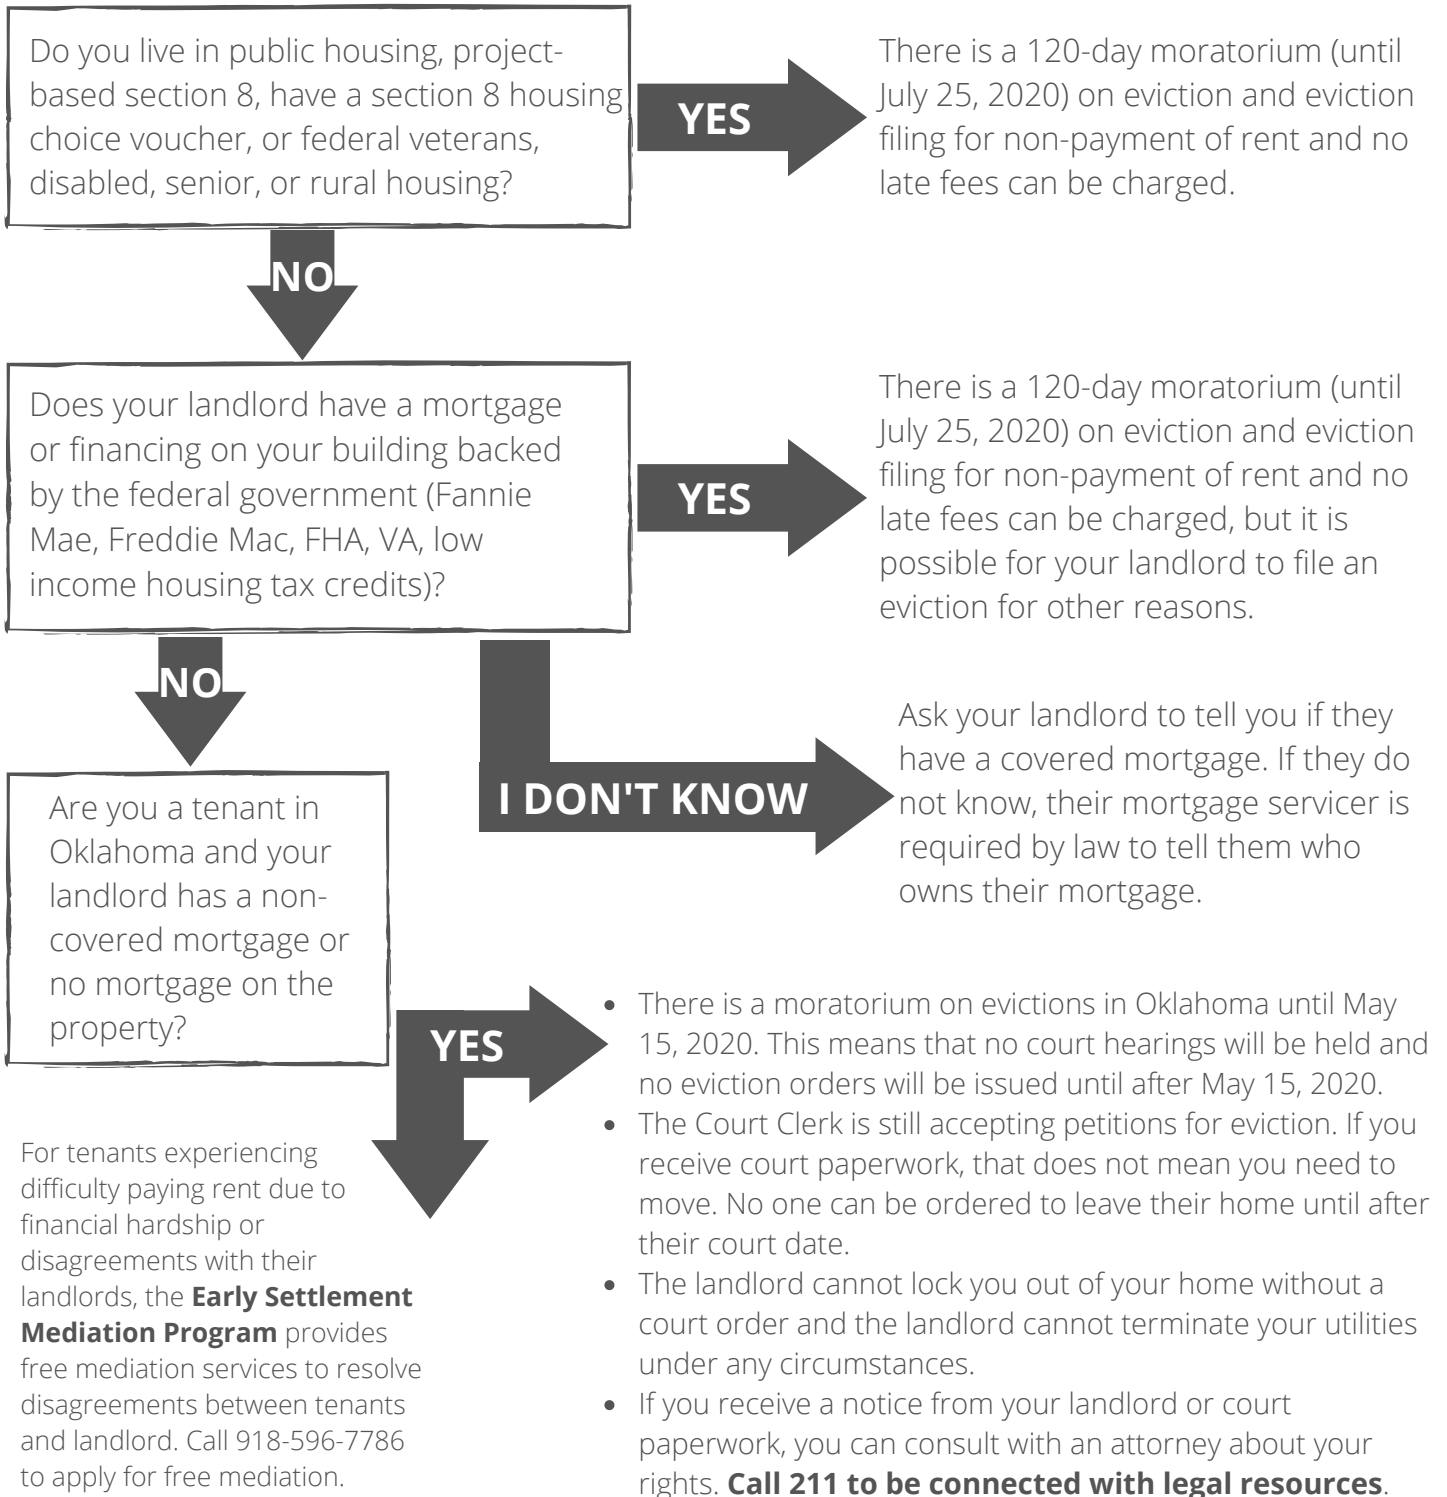 Do you live in public housing, project-
based section 8, have a section 8 housing
choice voucher, or federal veterans,
disabled, senior, or rural housing?
YES
There is a 120-day moratorium (until
July 25, 2020) on eviction and eviction
filing for non-payment of rent and no
late fees can be charged.
NO
Does your landlord have a mortgage
or financing on your building backed
by the federal government (Fannie
Mae, Freddie Mac, FHA, VA, low
income housing tax credits)?
YES
There is a 120-day moratorium (until
July 25, 2020) on eviction and eviction
filing for non-payment of rent and no
late fees can be charged, but it is
possible for your landlord to file an
eviction for other reasons.
NO
I DON'T KNOW
Ask your landlord to tell you if they
have a covered mortgage. If they do
not know, their mortgage servicer is
required by law to tell them who
owns their mortgage.
Are you a tenant in
Oklahoma and your
landlord has a non-
covered mortgage or
no mortgage on the
property?
YES
• There is a moratorium on evictions in Oklahoma until May
15, 2020. This means that no court hearings will be held and
no eviction orders will be issued until after May 15, 2020.
• The Court Clerk is still accepting petitions for eviction. If you
receive court paperwork, that does not mean you need to
move. No one can be ordered to leave their home until after
their court date.
• The landlord cannot lock you out of your home without a
court order and the landlord cannot terminate your utilities
under any circumstances.
• If you receive a notice from your landlord or court
paperwork, you can consult with an attorney about your
rights. Call 211 to be connected with legal resources.
For tenants experiencing
difficulty paying rent due to
financial hardship or
disagreements with their
landlords, the Early Settlement
Mediation Program provides
free mediation services to resolve
disagreements between tenants
and landlord. Call 918-596-7786
to apply for free mediation.